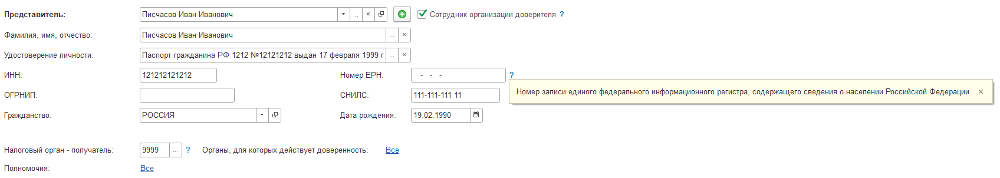 Представитель: Писчасов Иван Иванович ... × Сотрудник организации доверителя ?
Фамилия, имя, отчество: Писчасов Иван Иванович ... ×
Удостоверение личности: Паспорт гражданина РФ 1212 №12121212 выдан 17 февраля 1999 г ... ×
ИНН: 121212121212 Номер ЕРН: - - - ?
Номер записи единого федерального информационного регистра, содержащего сведения о населении Российской Федерации ×
ОГРНИП: СНИЛС: 111-111-111 11
Гражданство: РОССИЯ Дата рождения: 19.02.1990
Налоговый орган - получатель: 9999 ... ? Органы, для которых действует доверенность: Все
Полномочия: Все